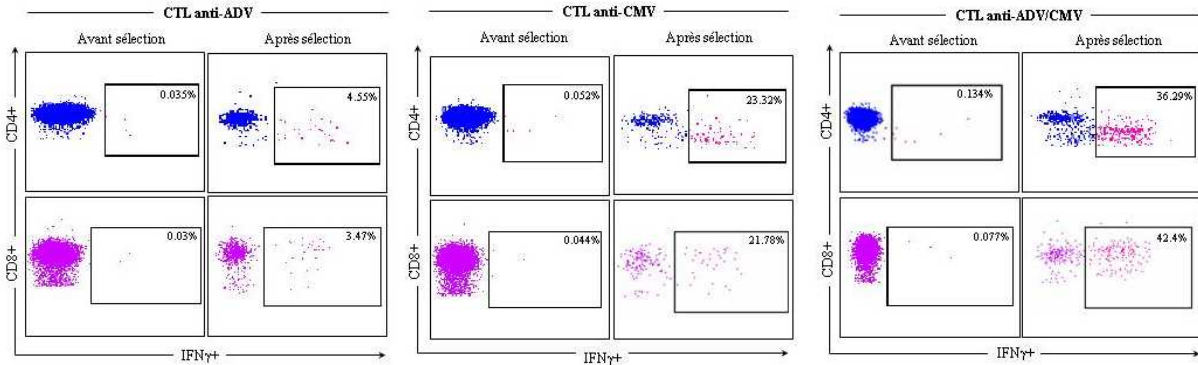 CTL anti-ADV
Avant sélection Après sélection
CD4+
0.035%
4.55%
CD8+
0.03%
3.47%
IFNγ+
CTL anti-CMV
Avant sélection Après sélection
CD4+
0.052%
23.32%
CD8+
0.044%
21.78%
IFNγ+
CTL anti-ADV/CMV
Avant sélection Après sélection
CD4+
0.134%
36.29%
CD8+
0.077%
42.4%
IFNγ+